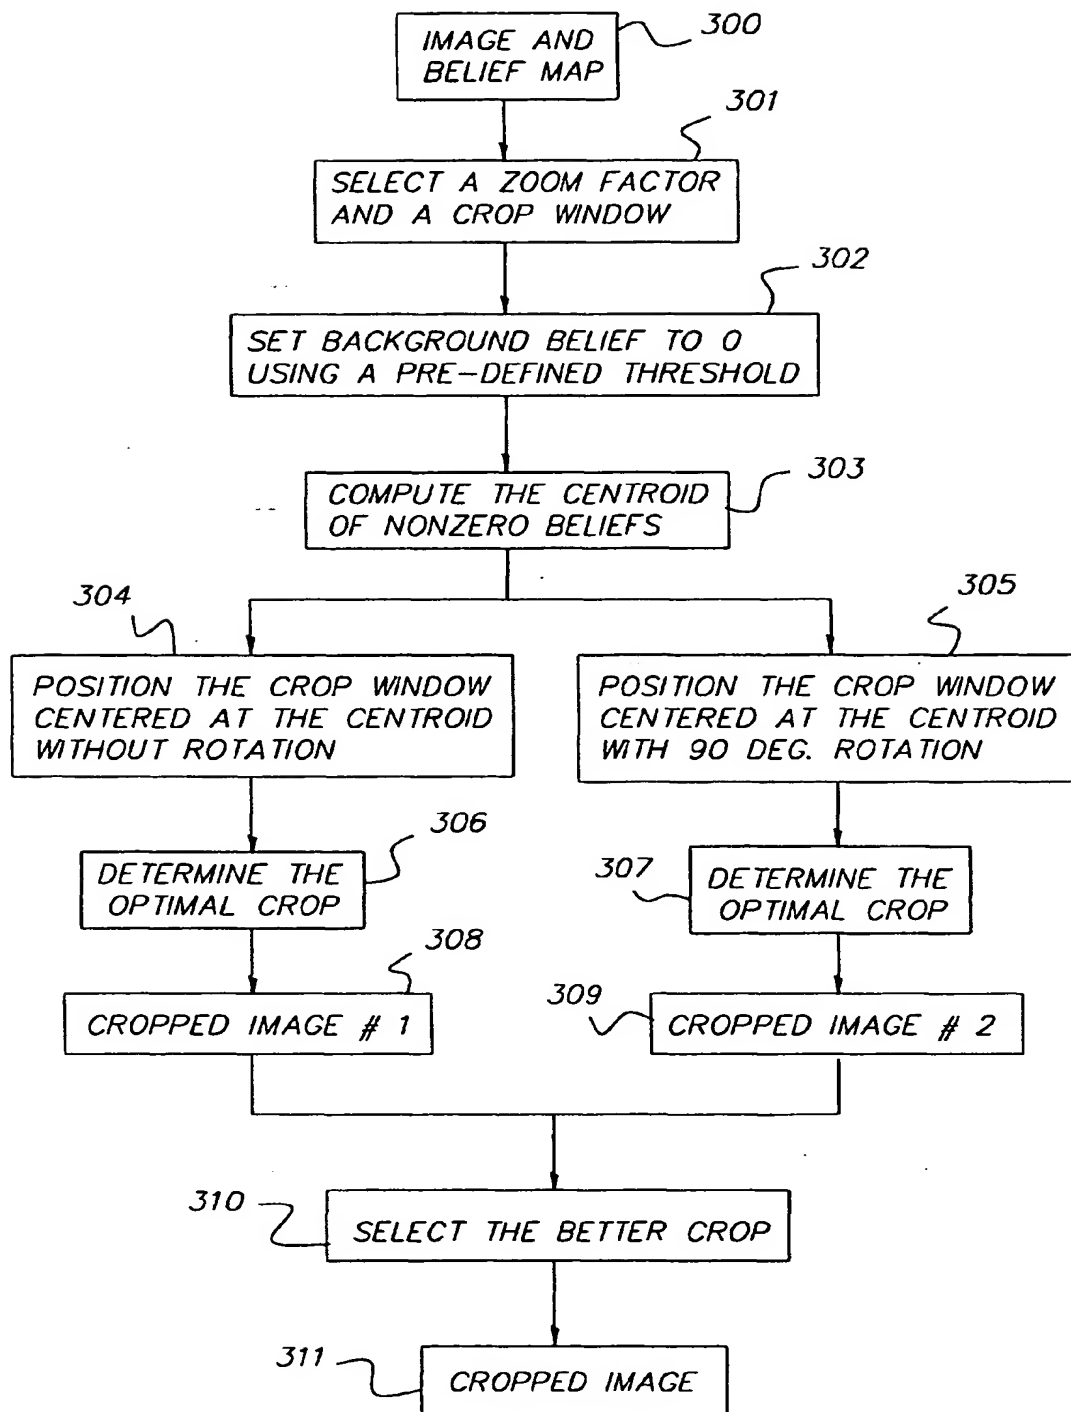 300
IMAGE AND
BELIEF MAP
301
SELECT A ZOOM FACTOR
AND A CROP WINDOW
302
SET BACKGROUND BELIEF TO 0
USING A PRE-DEFINED THRESHOLD
303
COMPUTE THE CENTROID
OF NONZERO BELIEFS
304
POSITION THE CROP WINDOW
CENTERED AT THE CENTROID
WITHOUT ROTATION
305
POSITION THE CROP WINDOW
CENTERED AT THE CENTROID
WITH 90 DEG. ROTATION
306
DETERMINE THE
OPTIMAL CROP
307
DETERMINE THE
OPTIMAL CROP
308
CROPPED IMAGE # 1
309
CROPPED IMAGE # 2
310
SELECT THE BETTER CROP
311
CROPPED IMAGE